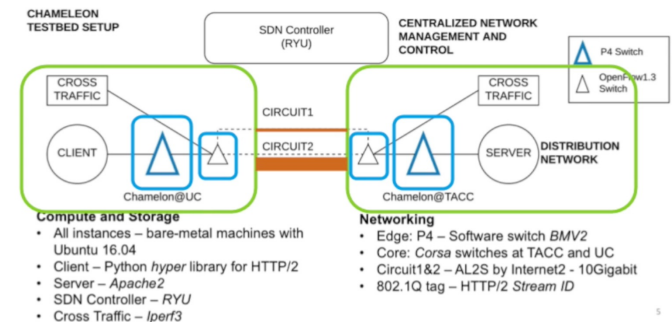 CHAMELEON
TESTBED SETUP
SDN Controller
(RYU)
CENTRALIZED NETWORK
MANAGEMENT AND
CONTROL
P4 Switch
OpenFlow1.3
Switch
CROSS
TRAFFIC
CROSS
TRAFFIC
CIRCUIT1
CIRCUIT2
CLIENT
SERVER
DISTRIBUTION
NETWORK
Chamelon@UC
Chamelon@TACC
Compute and Storage
• All instances – bare-metal machines with
Ubuntu 16.04
• Client – Python hyper library for HTTP/2
• Server – Apache2
• SDN Controller – RYU
• Cross Traffic – Iperf3
Networking
• Edge: P4 – Software switch BMV2
• Core: Corsa switches at TACC and UC
• Circuit1&2 – AL2S by Internet2 - 10Gigabit
• 802.1Q tag – HTTP/2 Stream ID
5